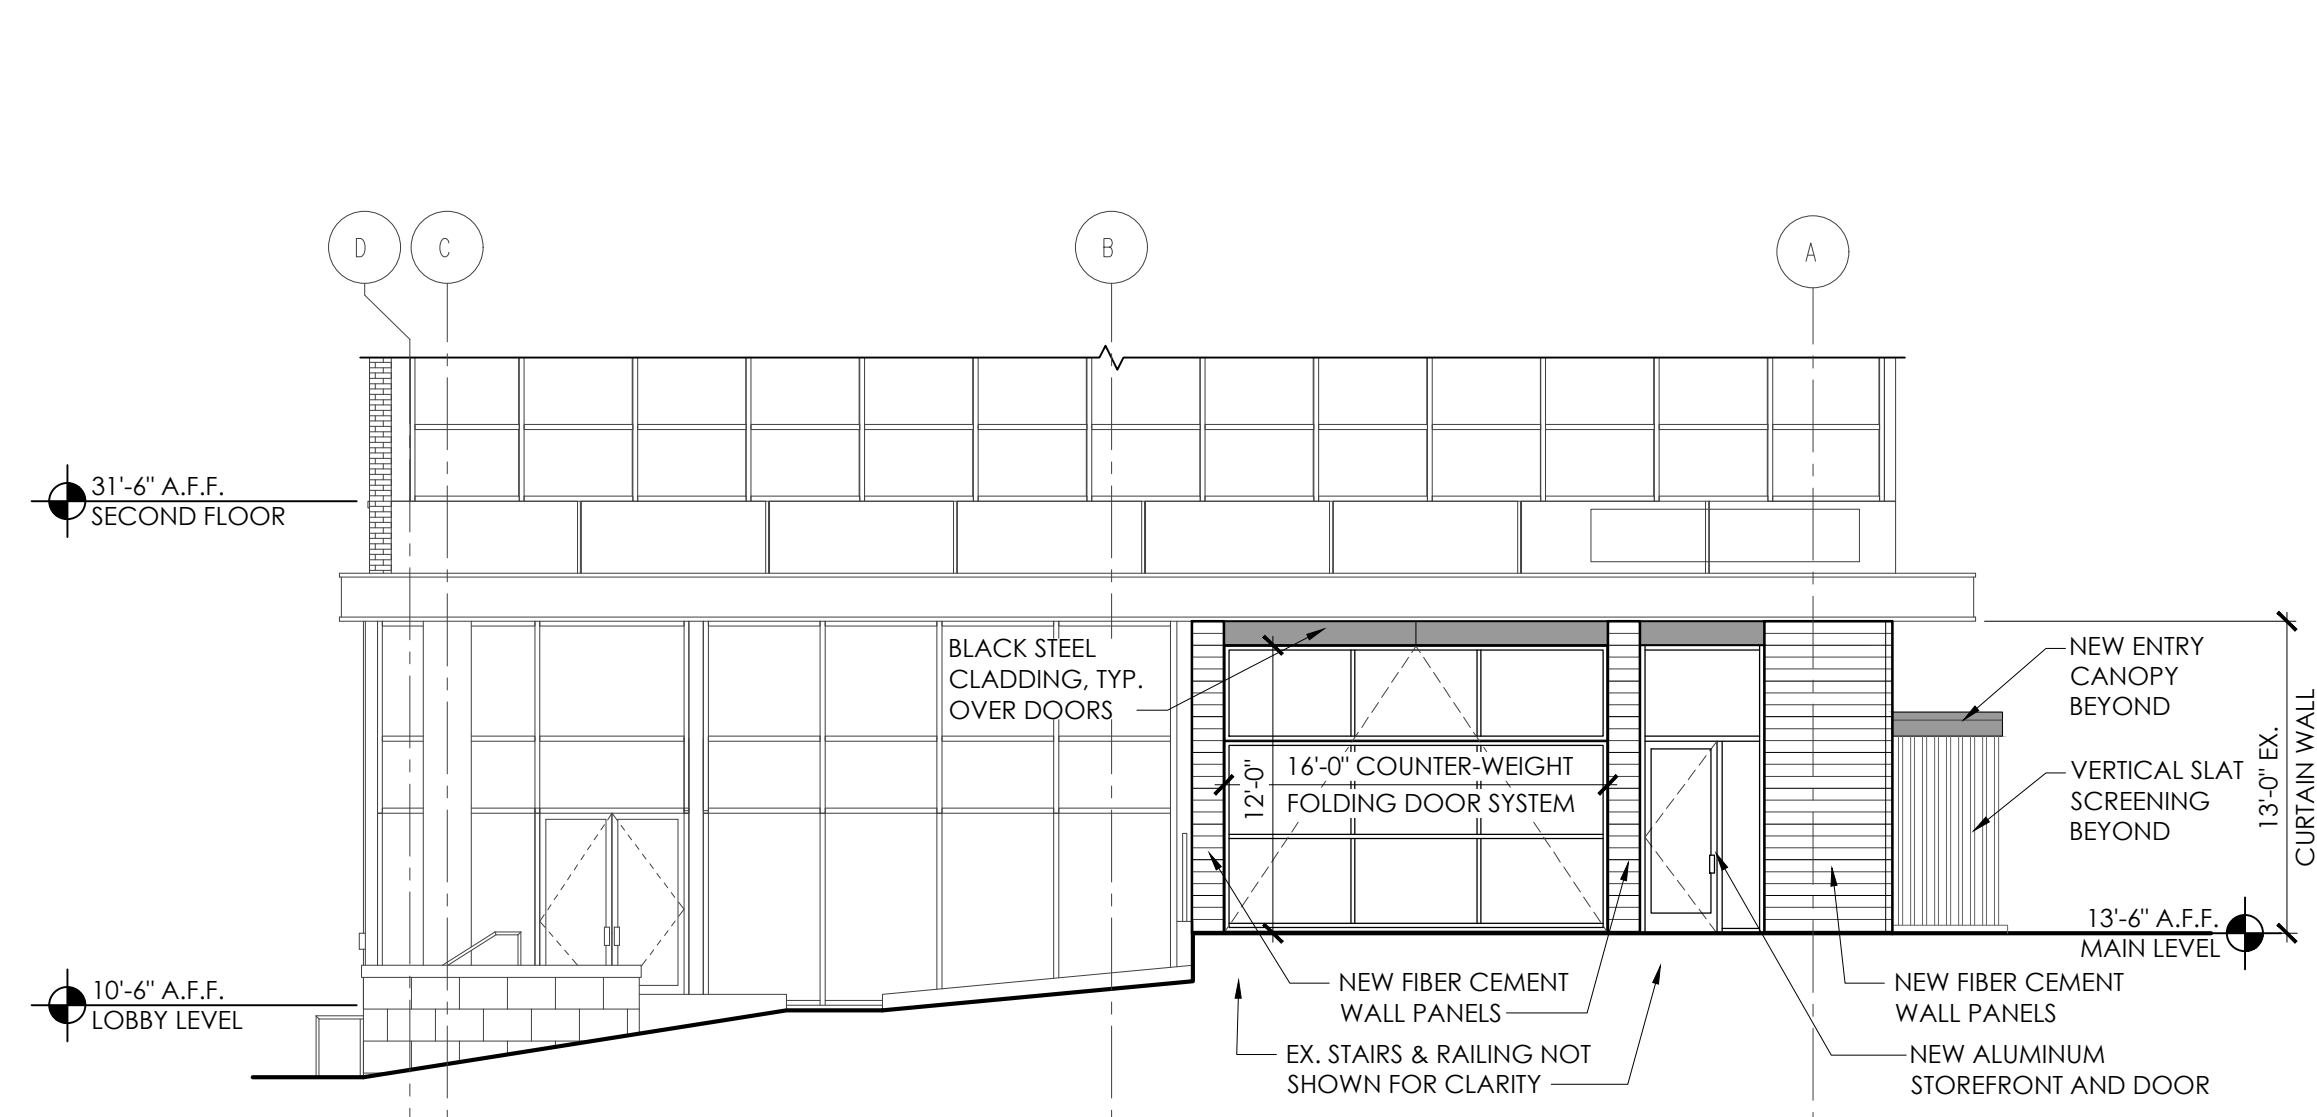 D
C
B
A
31'-6" A.F.F.
SECOND FLOOR
BLACK STEEL
CLADDING, TYP.
OVER DOORS
NEW ENTRY
CANOPY
BEYOND
VERTICAL SLAT
SCREENING
BEYOND
13'-0" EX.
CURTAIN WALL
12'-0"
16'-0" COUNTER-WEIGHT
FOLDING DOOR SYSTEM
13'-6" A.F.F.
MAIN LEVEL
10'-6" A.F.F.
LOBBY LEVEL
NEW FIBER CEMENT
WALL PANELS
NEW FIBER CEMENT
WALL PANELS
EX. STAIRS & RAILING NOT
SHOWN FOR CLARITY
NEW ALUMINUM
STOREFRONT AND DOOR